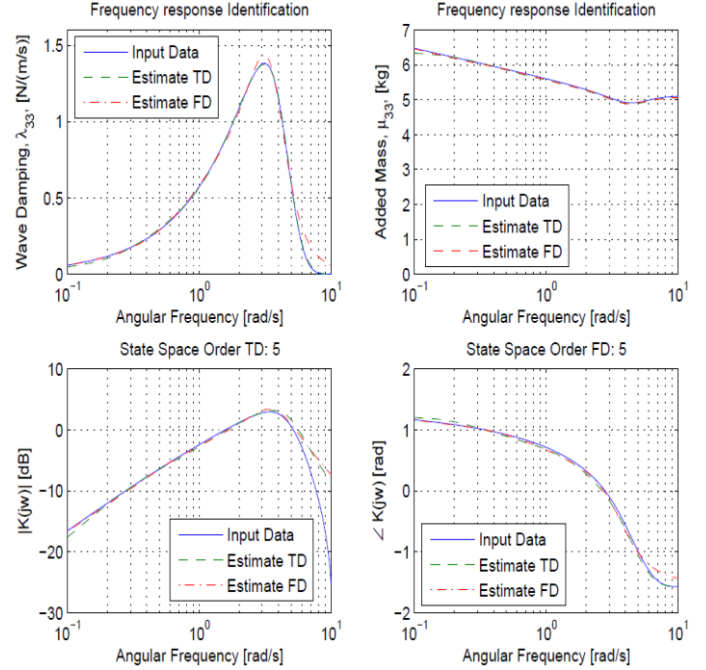 Frequency response Identification
Wave Damping, λ33, [N/(m/s)]
1.5
1
0.5
0
Input Data
Estimate TD
Estimate FD
10^-1
10^0
10^1
Angular Frequency [rad/s]
Frequency response Identification
Added Mass, μ33, [kg]
7
6
5
4
3
2
1
0
Input Data
Estimate TD
Estimate FD
10^-1
10^0
10^1
Angular Frequency [rad/s]
State Space Order TD: 5
|K(jw)| [dB]
10
0
−10
−20
−30
Input Data
Estimate TD
Estimate FD
10^-1
10^0
10^1
Angular Frequency [rad/s]
State Space Order FD: 5
∠ K(jw) [rad]
2
1
0
−1
−2
Input Data
Estimate TD
Estimate FD
10^-1
10^0
10^1
Angular Frequency [rad/s]